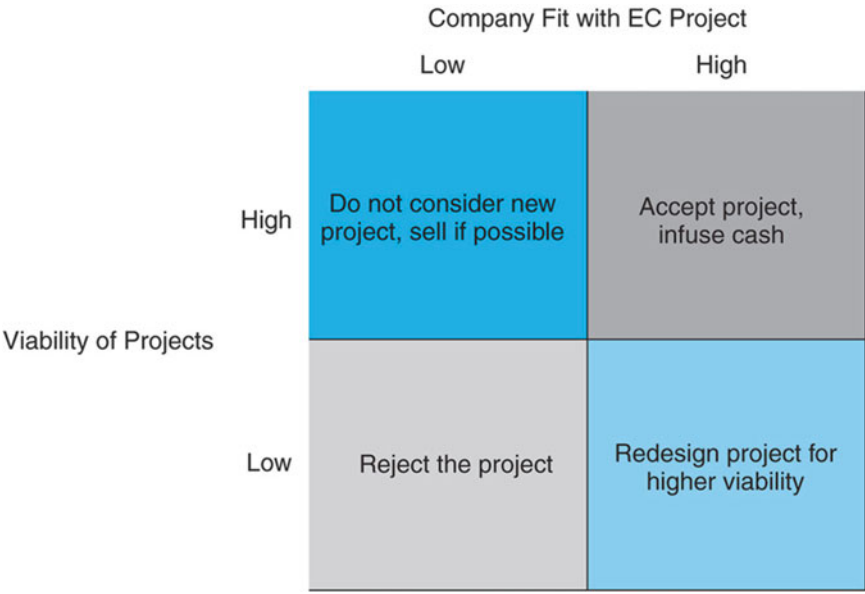 Company Fit with EC Project
Low High
High
Do not consider new
project, sell if possible
Accept project,
infuse cash
Viability of Projects
Low
Reject the project
Redesign project for
higher viability